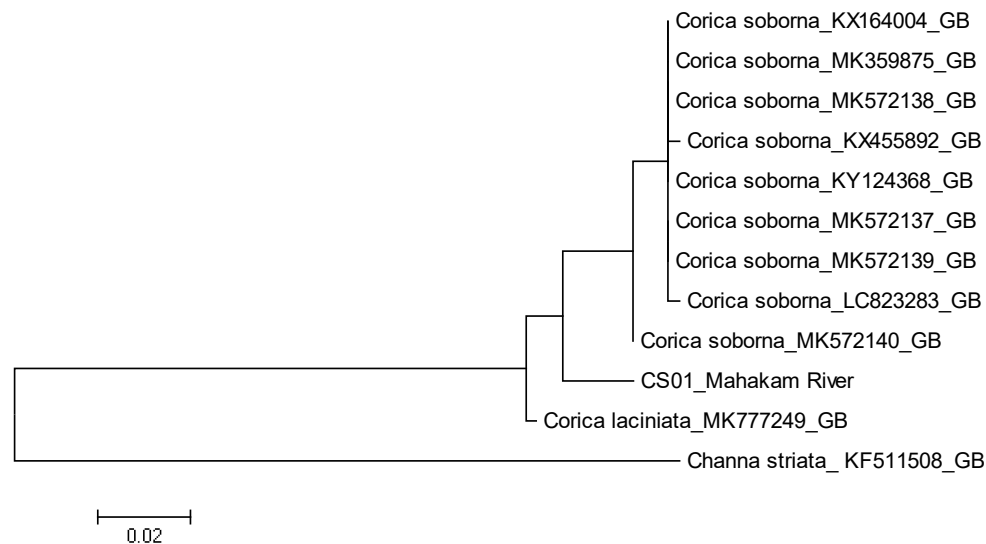 Corica soborna_KX164004_GB
Corica soborna_MK359875_GB
Corica soborna_MK572138_GB
Corica soborna_KX455892_GB
Corica soborna_KY124368_GB
Corica soborna_MK572137_GB
Corica soborna_MK572139_GB
Corica soborna_LC823283_GB
Corica soborna_MK572140_GB
CS01_Mahakam River
Corica laciniata_MK777249_GB
Channa striata_ KF511508_GB
0.02